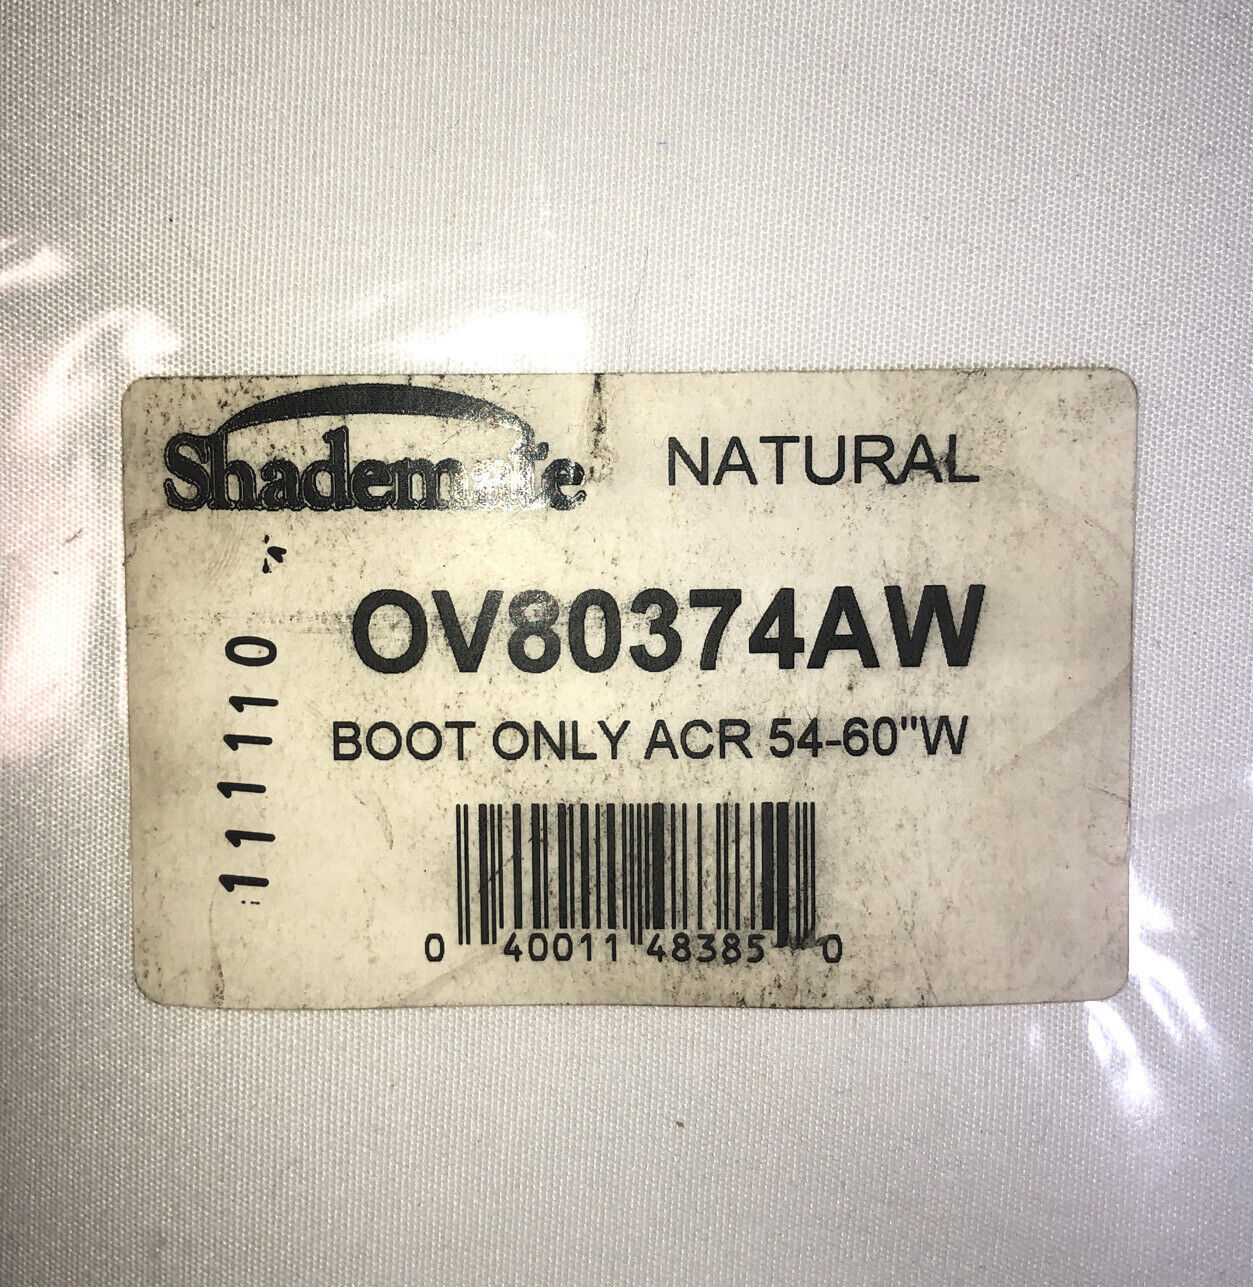 Shademate
NATURAL
OV80374AW
BOOT ONLY ACR 54-60"W
111110
0 40011 48385 0